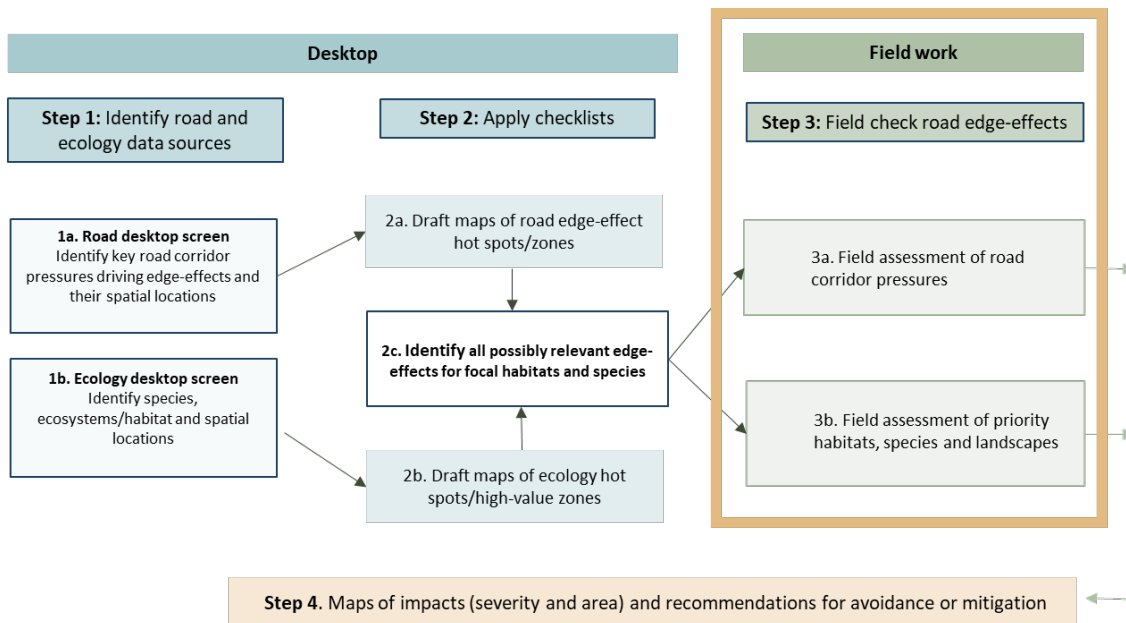 Desktop
Field work
Step 1: Identify road and
ecology data sources
Step 2: Apply checklists
Step 3: Field check road edge-effects
1a. Road desktop screen
Identify key road corridor
pressures driving edge-effects and
their spatial locations
2a. Draft maps of road edge-effect
hot spots/zones
3a. Field assessment of road
corridor pressures
2c. Identify all possibly relevant edge-
effects for focal habitats and species
1b. Ecology desktop screen
Identify species,
ecosystems/habitat and spatial
locations
2b. Draft maps of ecology hot
spots/high-value zones
3b. Field assessment of priority
habitats, species and landscapes
Step 4. Maps of impacts (severity and area) and recommendations for avoidance or mitigation